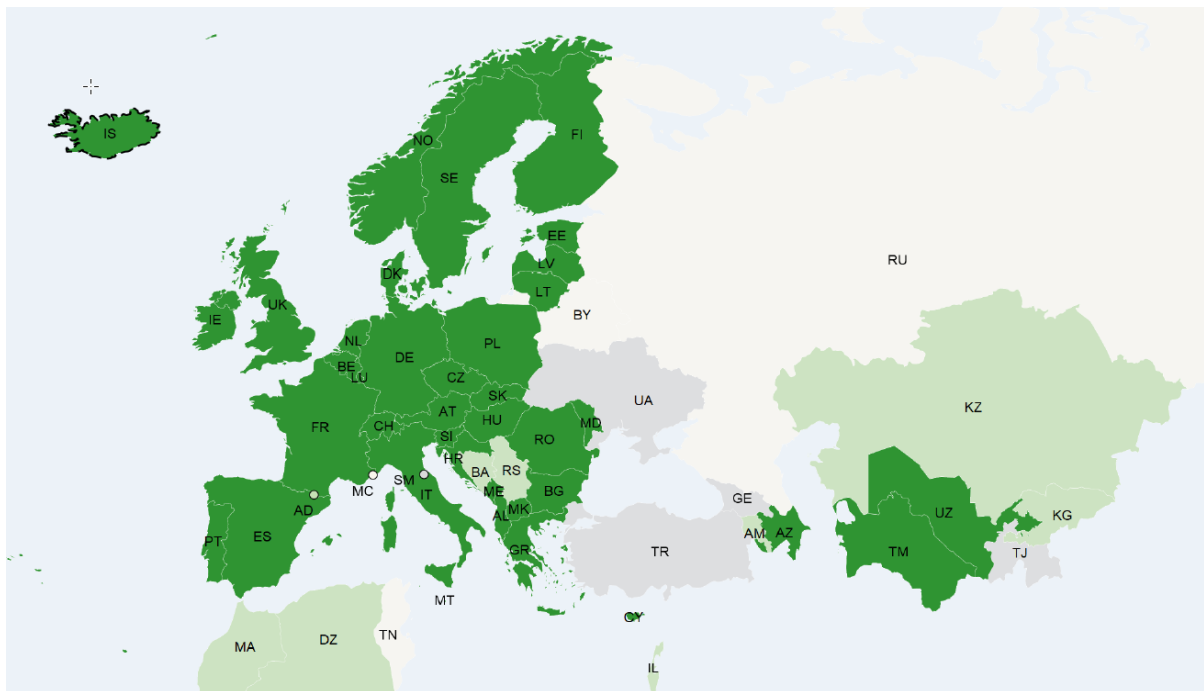 IS
NO
FI
SE
EE
LV
LT
DK
RU
UK
IE
BY
NL
DE
PL
BE
LU
CZ
SK
UA
KZ
AT
FR
CH
HU
MD
SI
RO
HR
BA
RS
MC
SM
IT
ME
BG
GE
AD
MK
AL
AM
AZ
UZ
KG
PT
ES
GR
TR
TM
TJ
MT
CY
TN
MA
DZ
IL